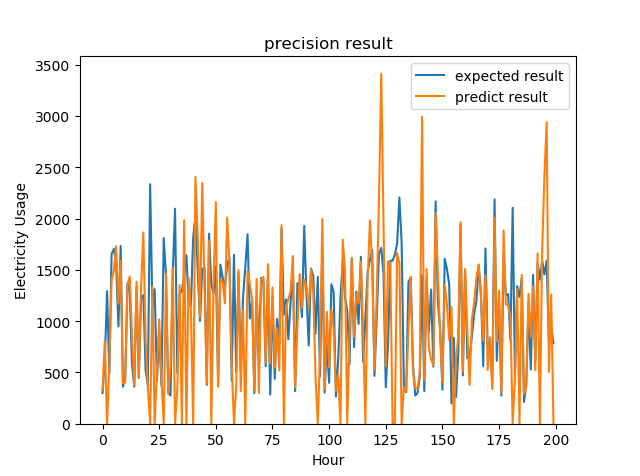 precision result
expected result
predict result
3500
3000
2500
2000
1500
1000
500
0
Electricity Usage
0 25 50 75 100 125 150 175 200
Hour